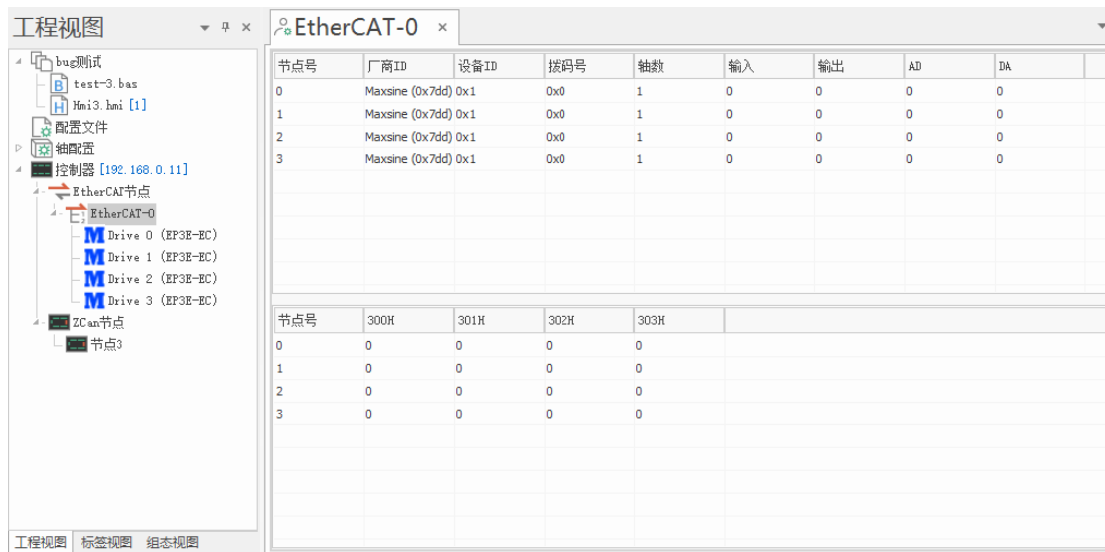 工程视图
bug测试
test-3.bas
Hmi3.hmi [1]
配置文件
轴配置
控制器 [192.168.0.11]
EtherCAT节点
EtherCAT-0
Drive 0 (EP3E-EC)
Drive 1 (EP3E-EC)
Drive 2 (EP3E-EC)
Drive 3 (EP3E-EC)
ZCan节点
节点3
工程视图 标签视图 组态视图
EtherCAT-0 ×
节点号 厂商ID 设备ID 拨码号 轴数 输入 输出 AD DA
0 Maxsine (0x7dd) 0x1 0x0 1 0 0 0 0
1 Maxsine (0x7dd) 0x1 0x0 1 0 0 0 0
2 Maxsine (0x7dd) 0x1 0x0 1 0 0 0 0
3 Maxsine (0x7dd) 0x1 0x0 1 0 0 0 0
节点号 300H 301H 302H 303H
0 0 0 0 0
1 0 0 0 0
2 0 0 0 0
3 0 0 0 0